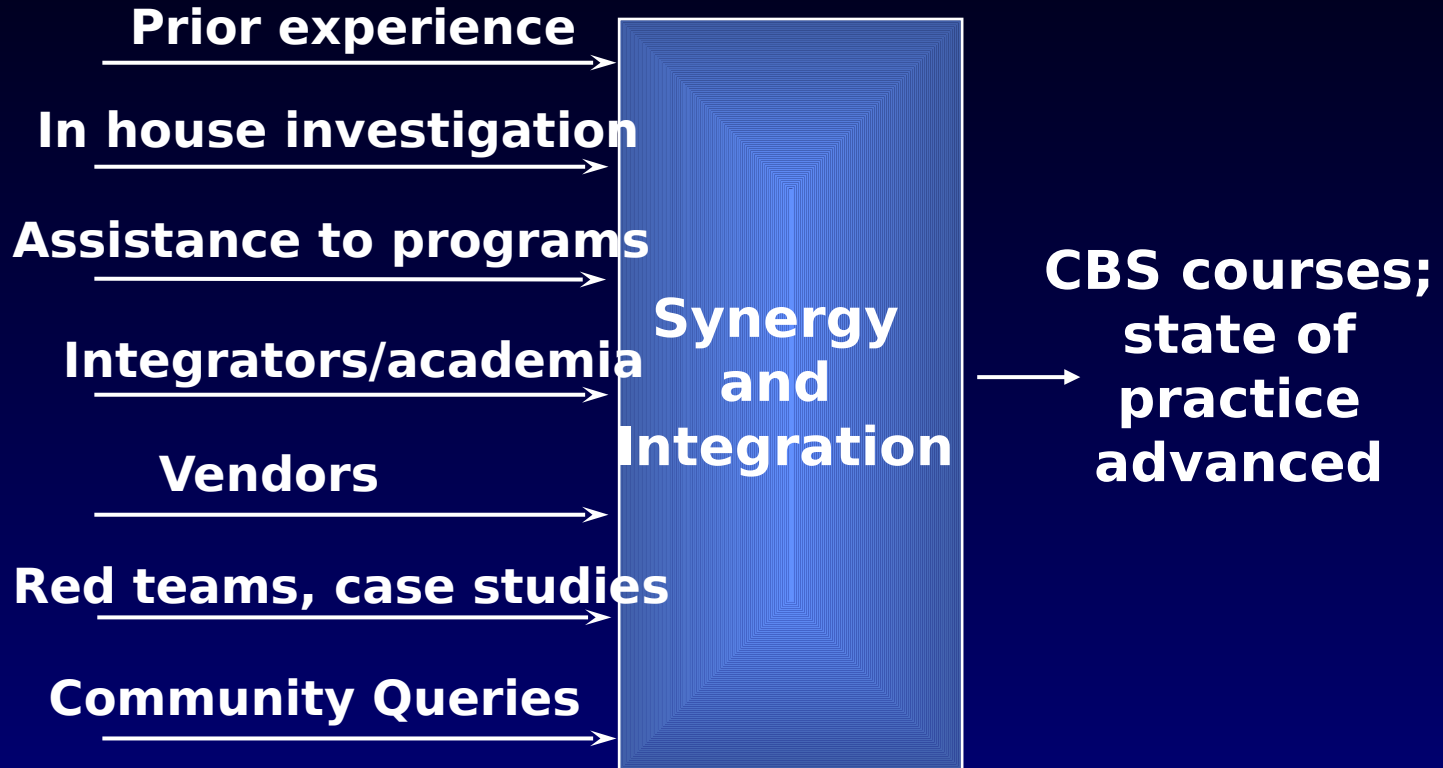 Prior experience
In house investigation
Assistance to programs
Integrators/academia
Vendors
Red teams, case studies
Community Queries
Synergy
and
Integration
CBS courses;
state of
practice
advanced